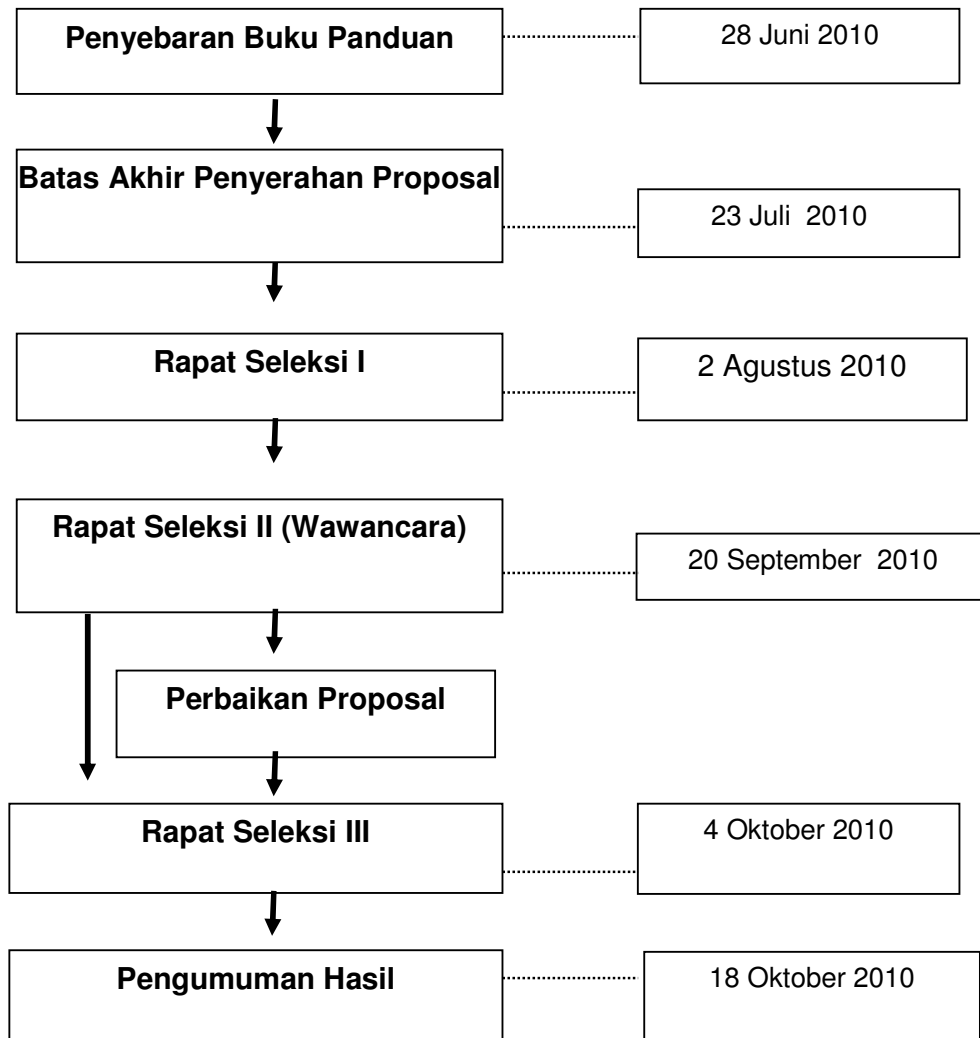 Penyebaran Buku Panduan
28 Juni 2010
Batas Akhir Penyerahan Proposal
23 Juli 2010
Rapat Seleksi I
2 Agustus 2010
Rapat Seleksi II (Wawancara)
20 September 2010
Perbaikan Proposal
Rapat Seleksi III
4 Oktober 2010
Pengumuman Hasil
18 Oktober 2010